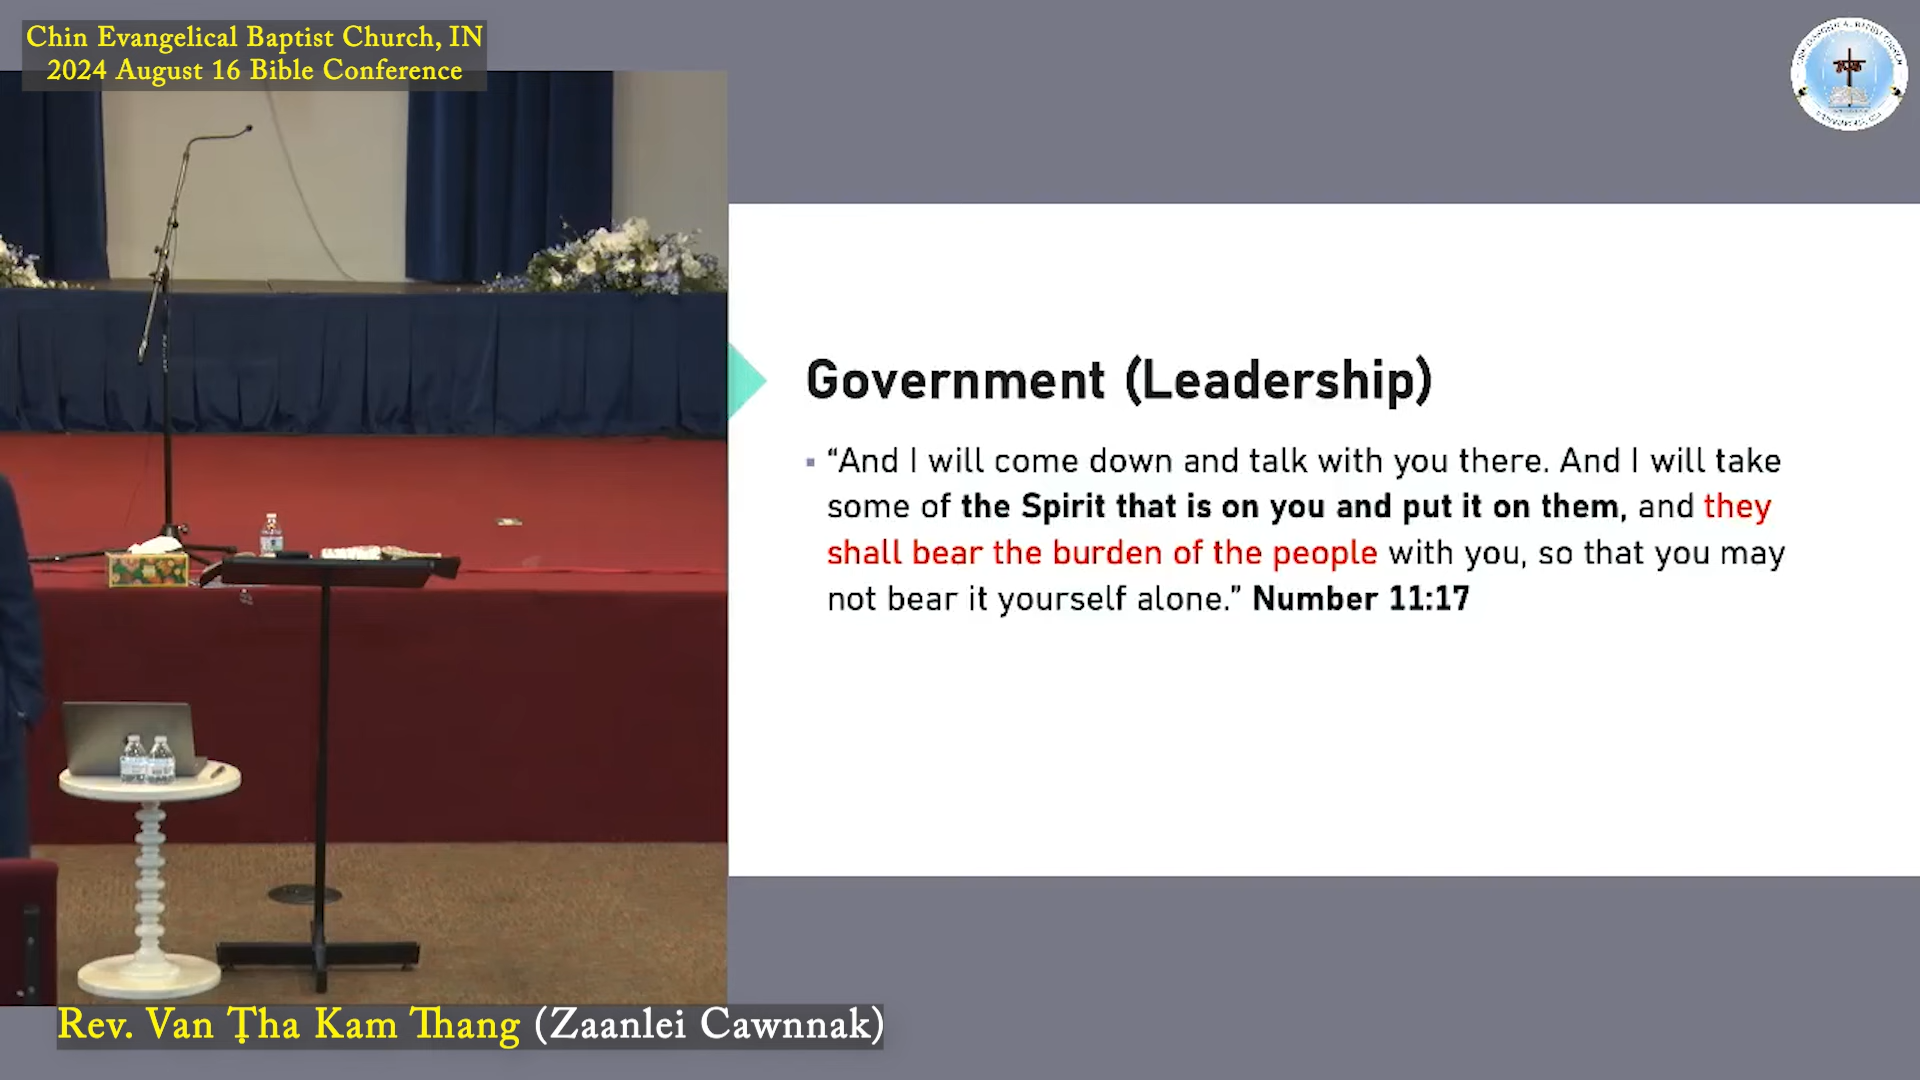 Chin Evangelical Baptist Church, IN
2024 August 16 Bible Conference
Government (Leadership)
“And I will come down and talk with you there. And I will take
some of the Spirit that is on you and put it on them, and they
shall bear the burden of the people with you, so that you may
not bear it yourself alone.” Number 11:17
Rev. Van Ṭha Kam Thang (Zaanlei Cawnnak)